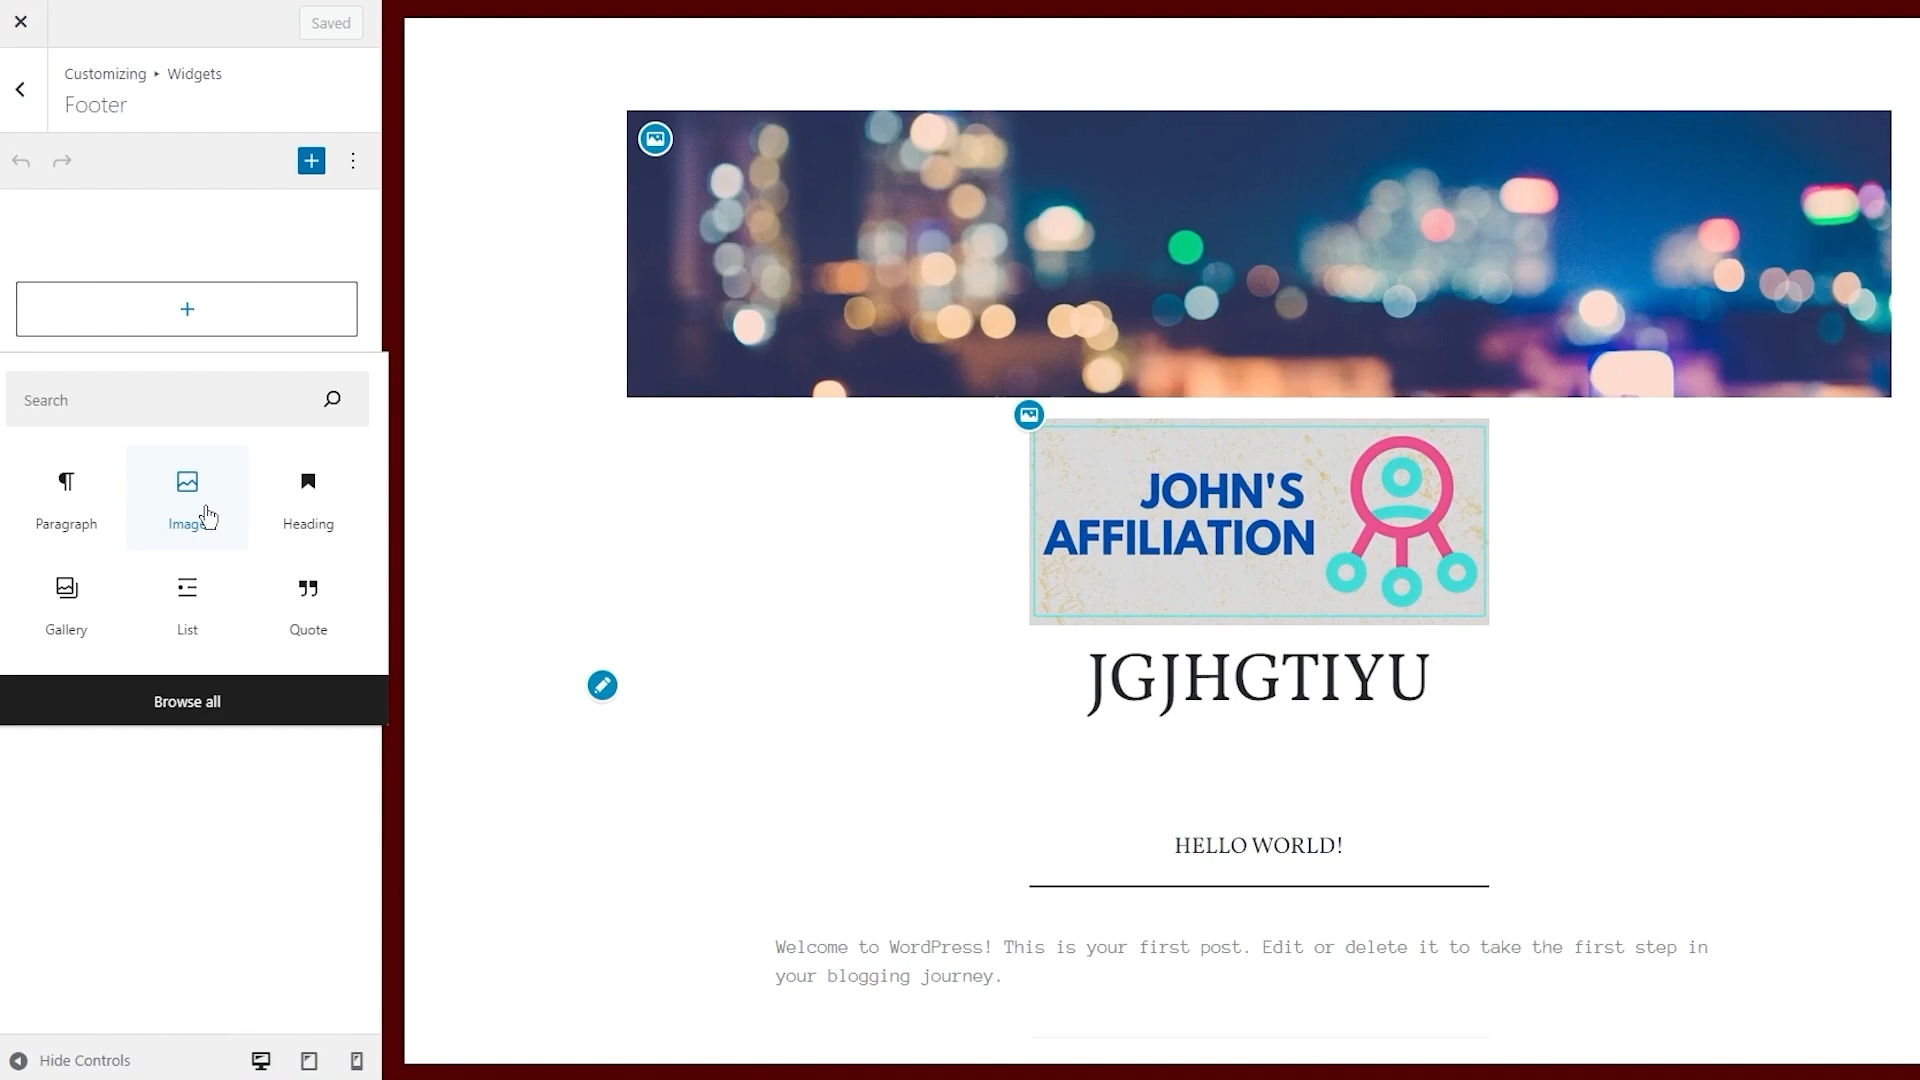 Saved
Customizing ▸ Widgets
Footer
Search
Paragraph
Image
Heading
Gallery
List
Quote
Browse all
Hide Controls
JOHN'S
AFFILIATION
JGJHGTIYU
HELLO WORLD!
Welcome to WordPress! This is your first post. Edit or delete it to take the first step in
your blogging journey.